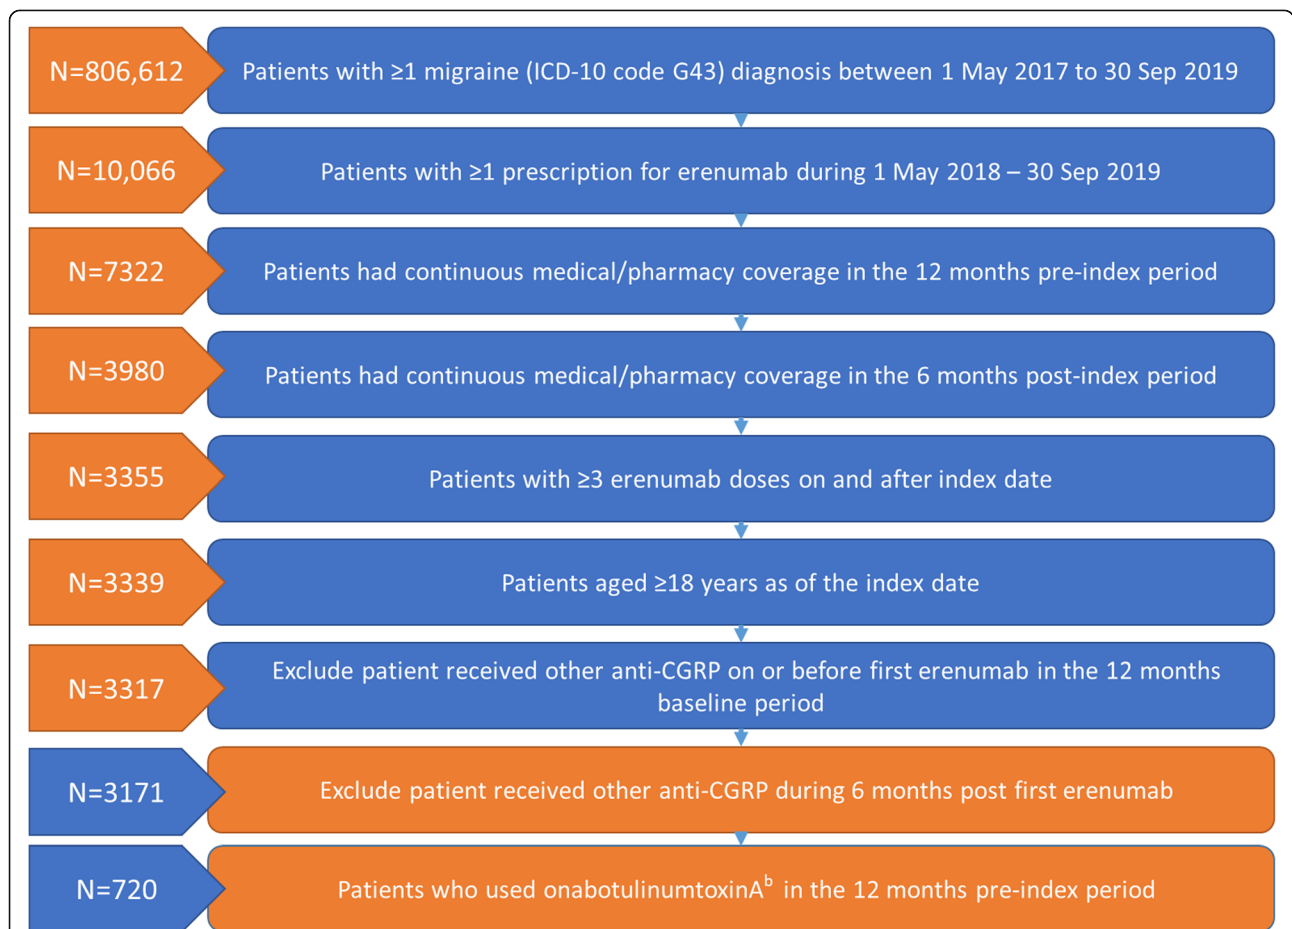 N=806,612
Patients with ≥1 migraine (ICD-10 code G43) diagnosis between 1 May 2017 to 30 Sep 2019
N=10,066
Patients with ≥1 prescription for erenumab during 1 May 2018 – 30 Sep 2019
N=7322
Patients had continuous medical/pharmacy coverage in the 12 months pre-index period
N=3980
Patients had continuous medical/pharmacy coverage in the 6 months post-index period
N=3355
Patients with ≥3 erenumab doses on and after index date
N=3339
Patients aged ≥18 years as of the index date
N=3317
Exclude patient received other anti-CGRP on or before first erenumab in the 12 months
baseline period
N=3171
Exclude patient received other anti-CGRP during 6 months post first erenumab
N=720
Patients who used onabotulinumtoxinAᵇ in the 12 months pre-index period